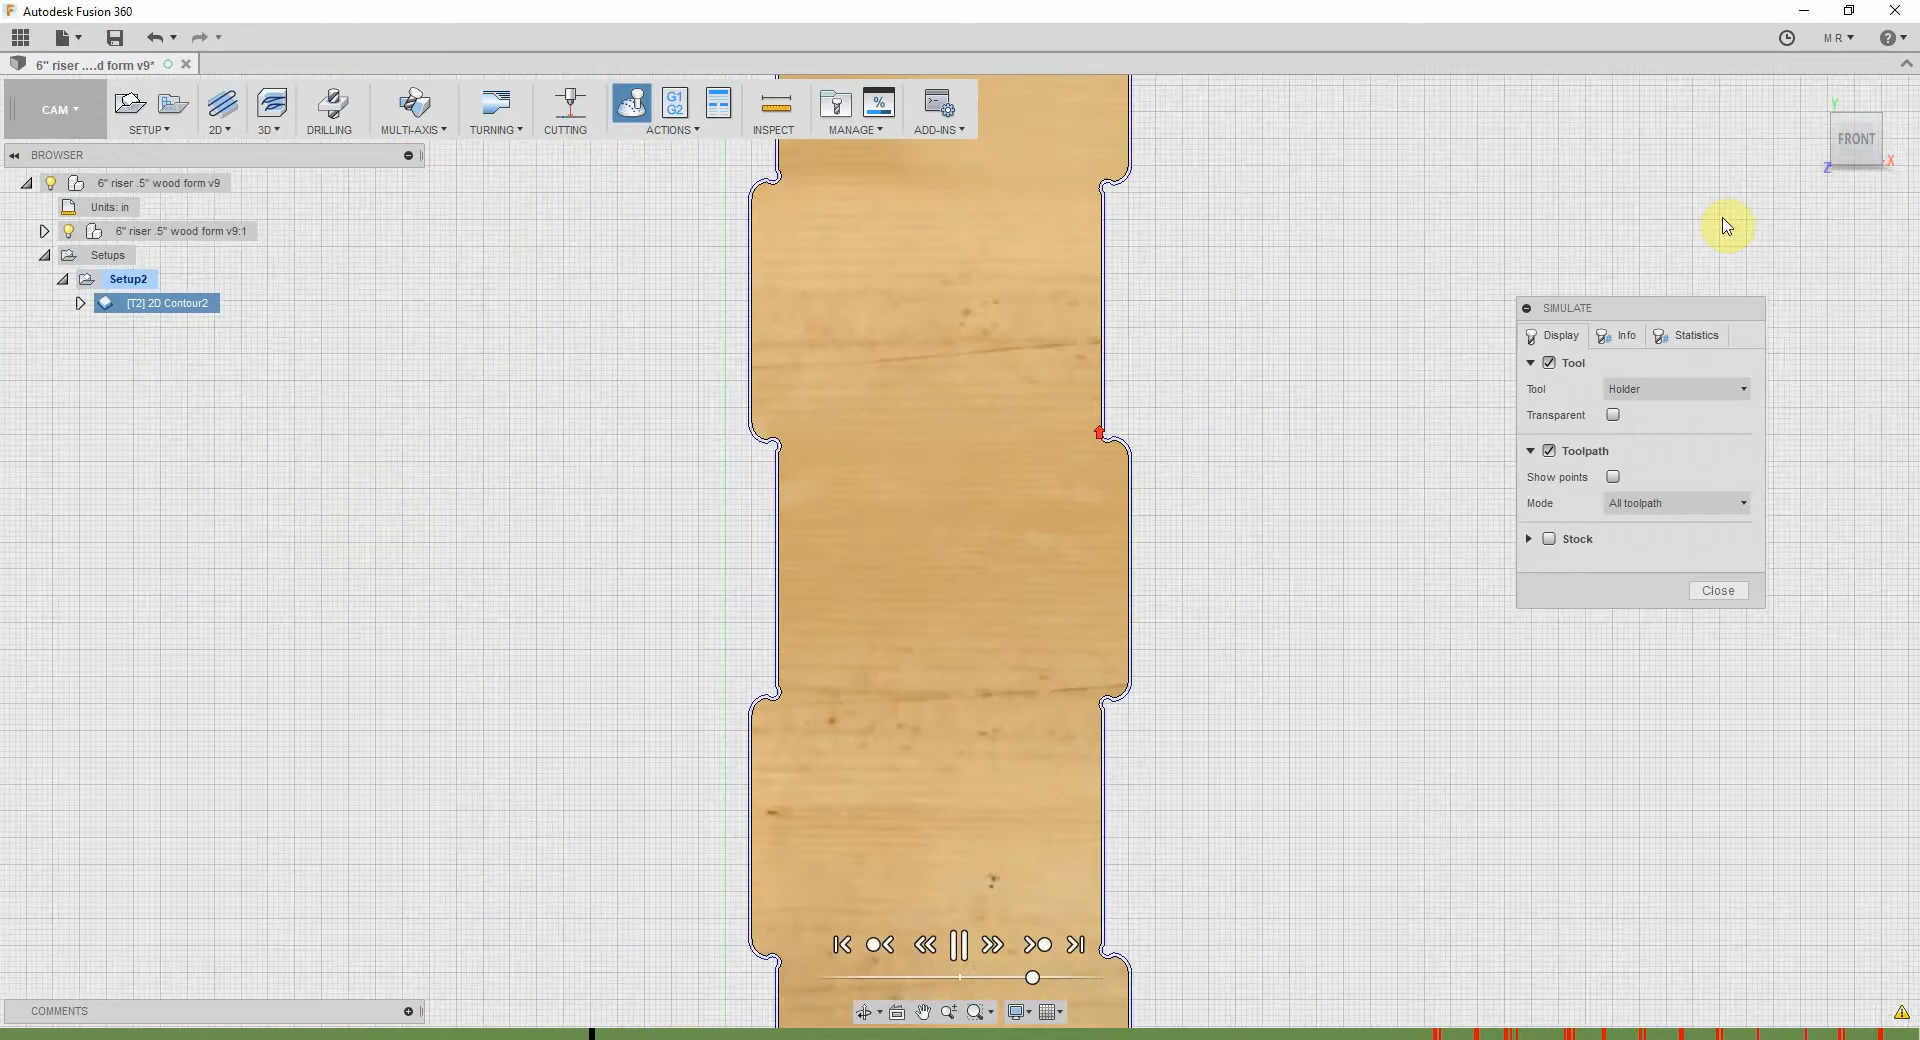 Autodesk Fusion 360
MR
6" riser ....d form v9*
CAM
SETUP
2D
3D
DRILLING
MULTI-AXIS
TURNING
CUTTING
G1
G2
ACTIONS
INSPECT
%
MANAGE
ADD-INS
Y
FRONT
X
Z
BROWSER
6" riser .5" wood form v9
Units: in
6" riser .5" wood form v9:1
Setups
Setup2
[T2] 2D Contour2
SIMULATE
Display
Info
Statistics
Tool
Tool
Holder
Transparent
Toolpath
Show points
Mode
All toolpath
Stock
Close
COMMENTS